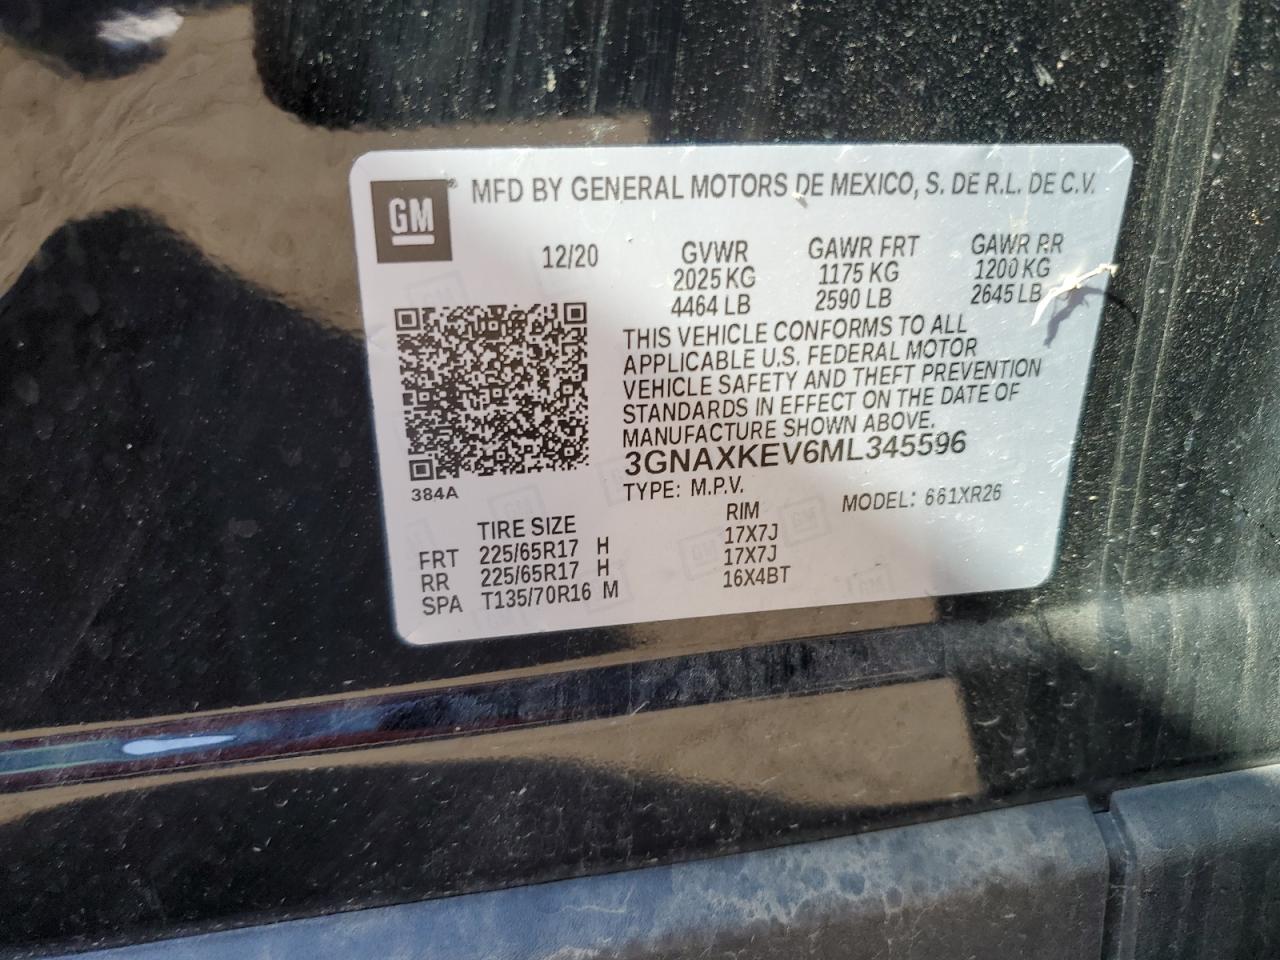 GM ® MFD BY GENERAL MOTORS DE MEXICO, S. DE R.L. DE C.V.
12/20 GVWR GAWR FRT GAWR RR
2025 KG 1175 KG 1200 KG
4464 LB 2590 LB 2645 LB
THIS VEHICLE CONFORMS TO ALL
APPLICABLE U.S. FEDERAL MOTOR
VEHICLE SAFETY AND THEFT PREVENTION
STANDARDS IN EFFECT ON THE DATE OF
MANUFACTURE SHOWN ABOVE.
3GNAXKEV6ML345596
384A
TYPE: M.P.V. MODEL: 661XR26
TIRE SIZE RIM
FRT 225/65R17 H 17X7J
RR 225/65R17 H 17X7J
SPA T135/70R16 M 16X4BT